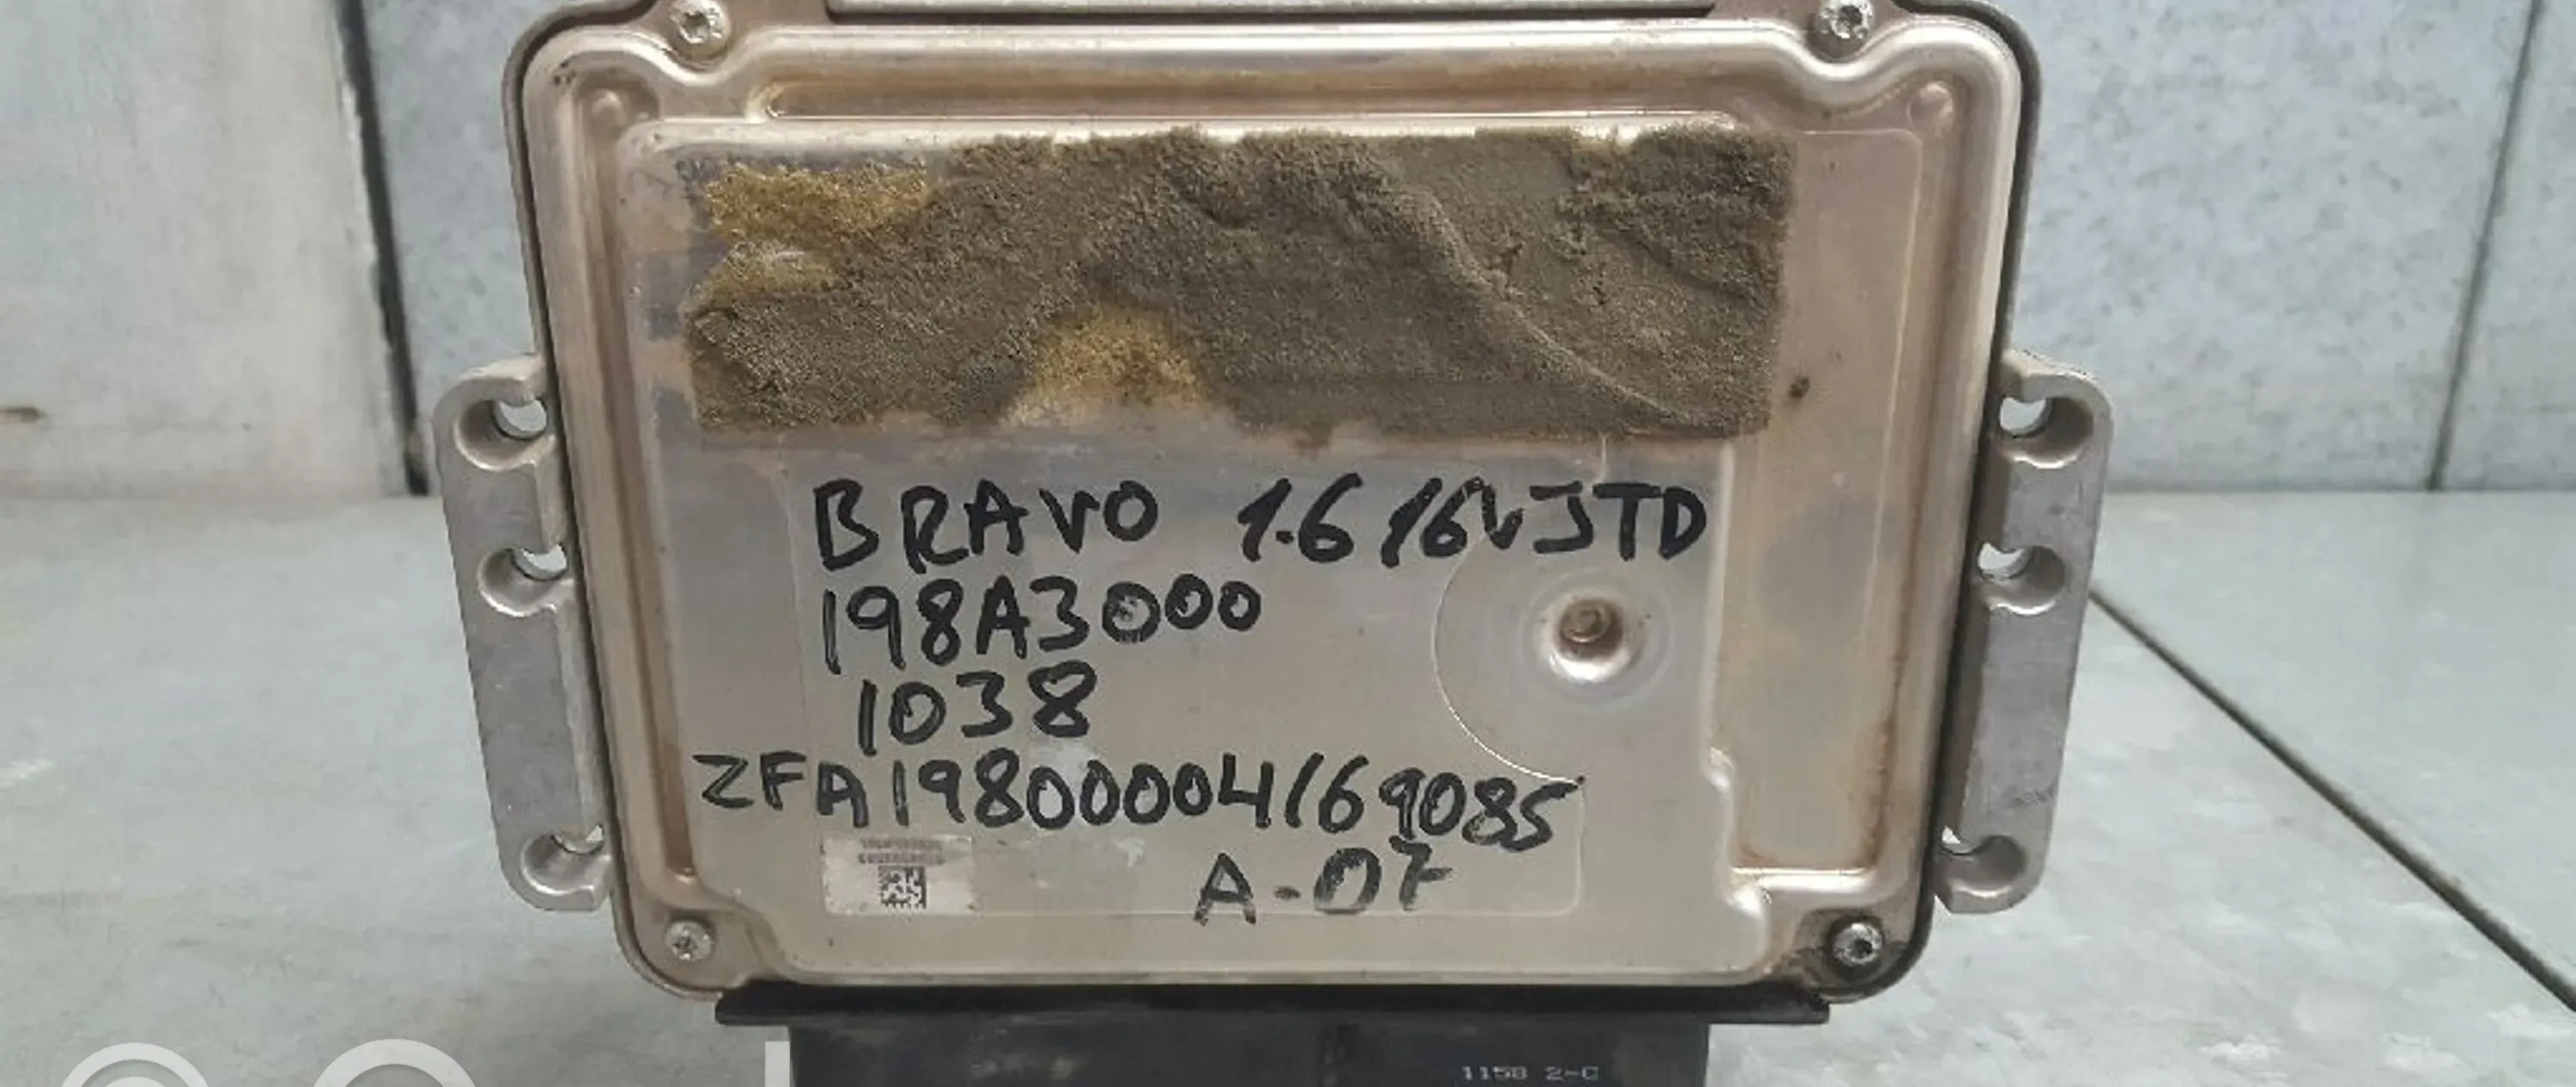 BRAVO 1.6 16V JTD
198A3000
1038
ZFA19800004169085
A-07
1158 2-C